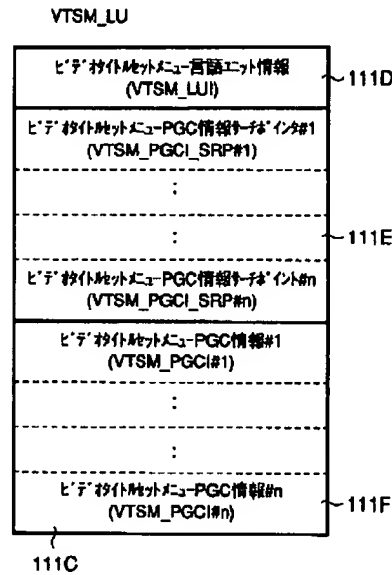 VTSM_LU
ビデオタイトルセットメニュー言語ユニット情報
(VTSM_LUI)
111D
ビデオタイトルセットメニューPGC情報サーチポインタ#1
(VTSM_PGCI_SRP#1)
:
:
111E
ビデオタイトルセットメニューPGC情報サーチポイント#n
(VTSM_PGCI_SRP#n)
ビデオタイトルセットメニューPGC情報#1
(VTSM_PGCI#1)
:
:
ビデオタイトルセットメニューPGC情報#n
(VTSM_PGCI#n)
111F
111C